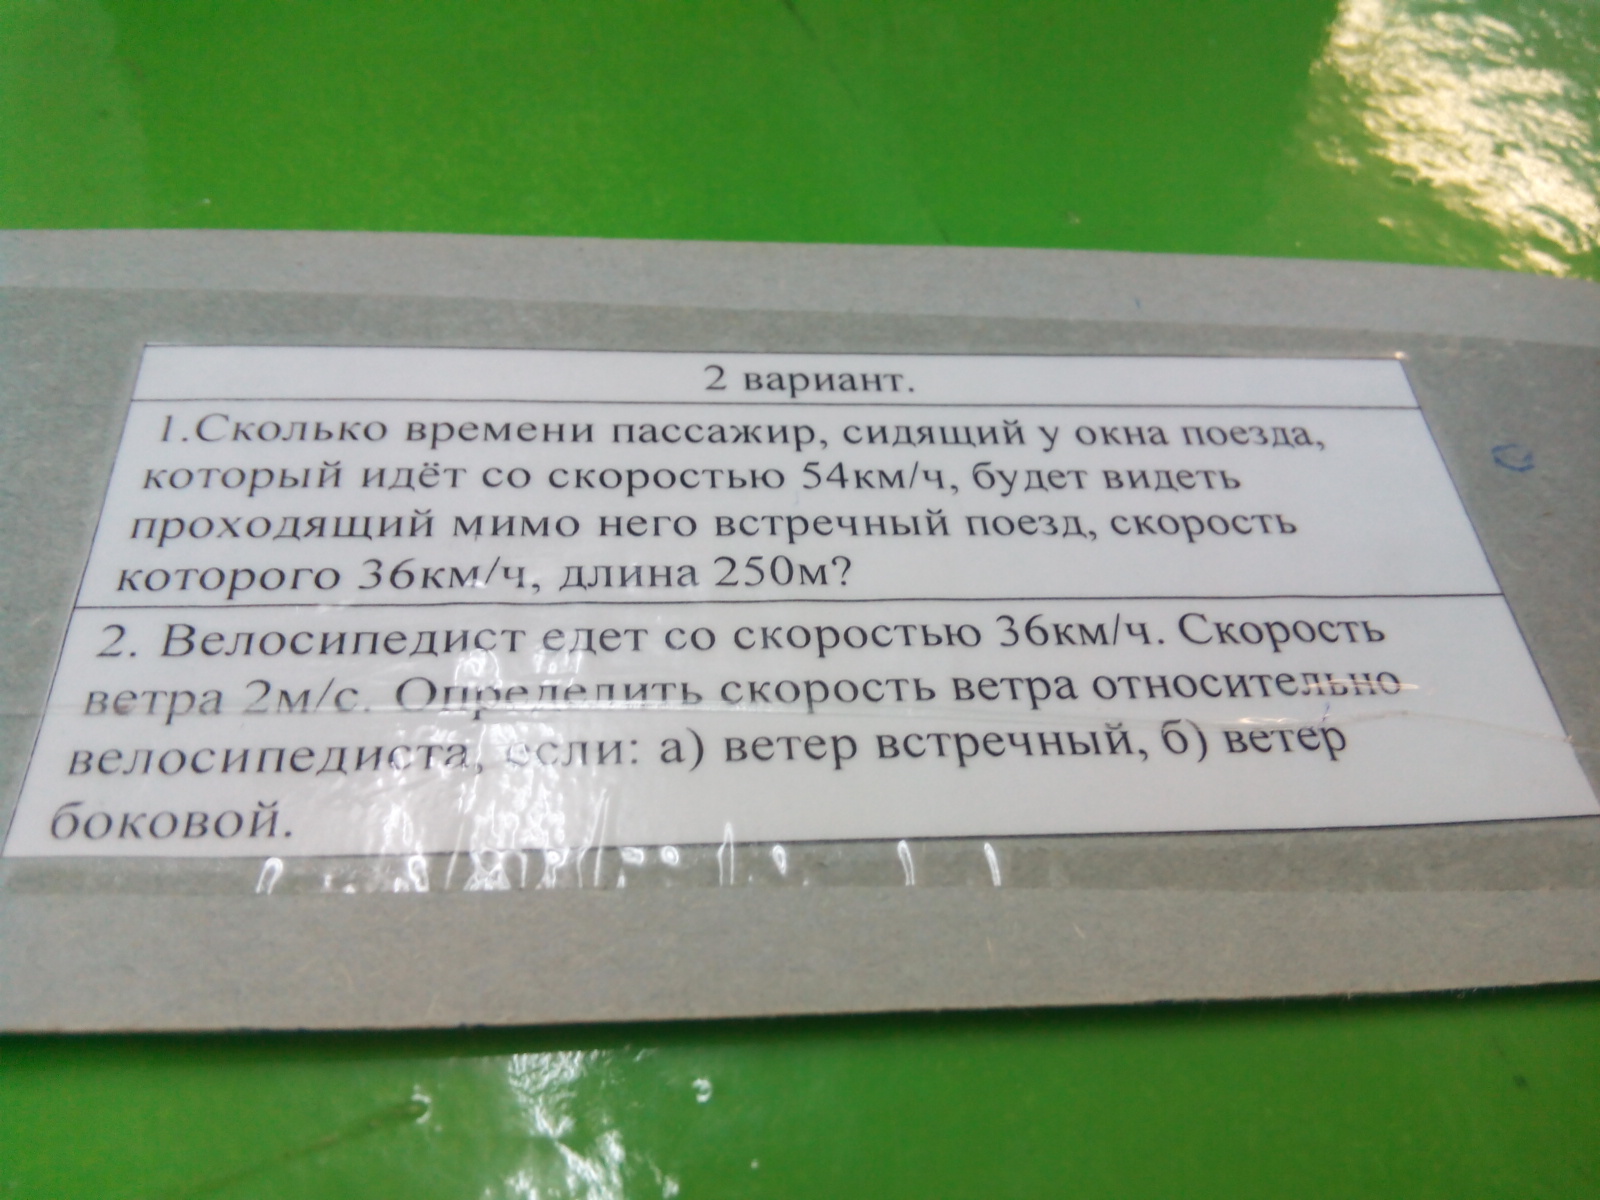 2 вариант.
1.Сколько времени пассажир, сидящий у окна поезда,
который идёт со скоростью 54км/ч, будет видеть
проходящий мимо него встречный поезд, скорость
которого 36км/ч, длина 250м?
2. Велосипедист едет со скоростью 36км/ч. Скорость
ветра 2м/с. Определить скорость ветра относительно
велосипедиста, если: а) ветер встречный, б) ветер
боковой.